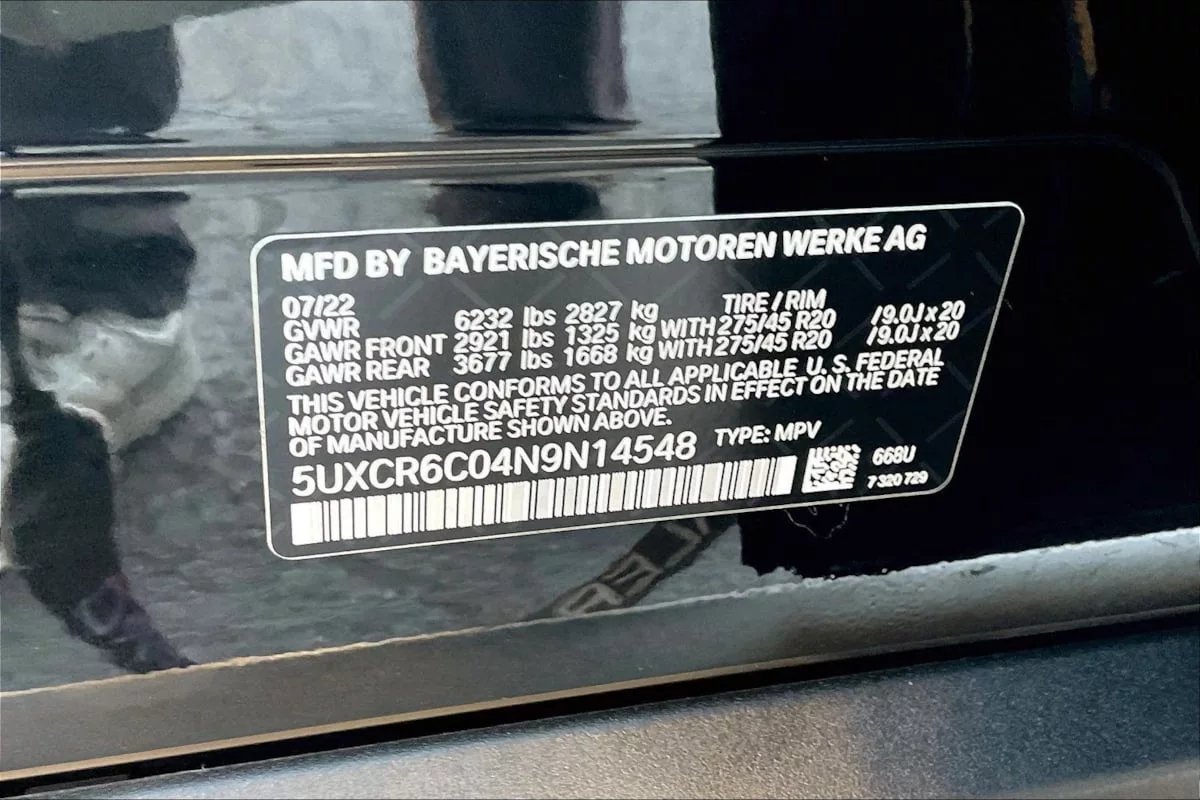 MFD BY BAYERISCHE MOTOREN WERKE AG
07/22 TIRE / RIM
GVWR 6232 lbs 2827 kg
GAWR FRONT 2921 lbs 1325 kg WITH 275/45 R20 /9.0J x 20
GAWR REAR 3677 lbs 1668 kg WITH 275/45 R20 /9.0J x 20
THIS VEHICLE CONFORMS TO ALL APPLICABLE U. S. FEDERAL
MOTOR VEHICLE SAFETY STANDARDS IN EFFECT ON THE DATE
OF MANUFACTURE SHOWN ABOVE.
5UXCR6C04N9N14548 TYPE: MPV
668U
7 320 729